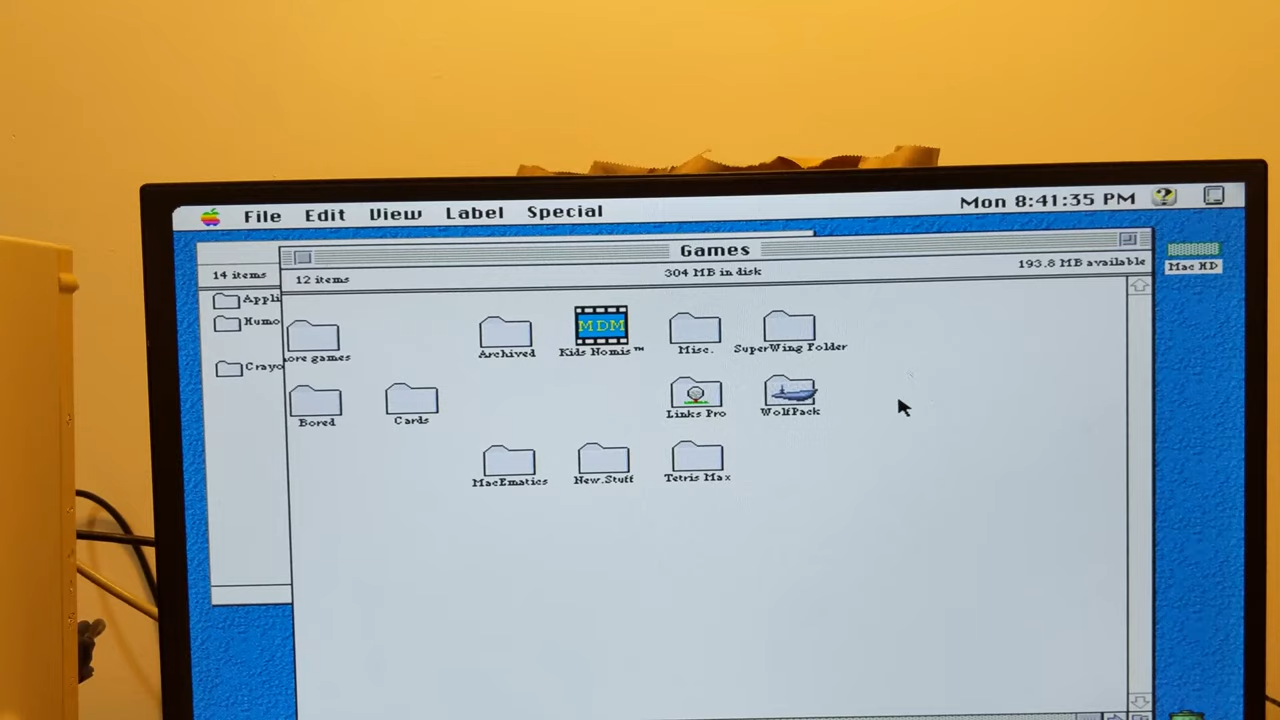 File Edit View Label Special Mon 8:41:35 PM
Games
14 items
12 items 304 MB in disk 193.8 MB available
Mac HD
Appli
Humo
Crayo
ore games Archived MDM Kids Nomis™ Misc. SuperWing Folder
Bored Cards Links Pro WolfPack
MacEmatics New.Stuff Tetris Max